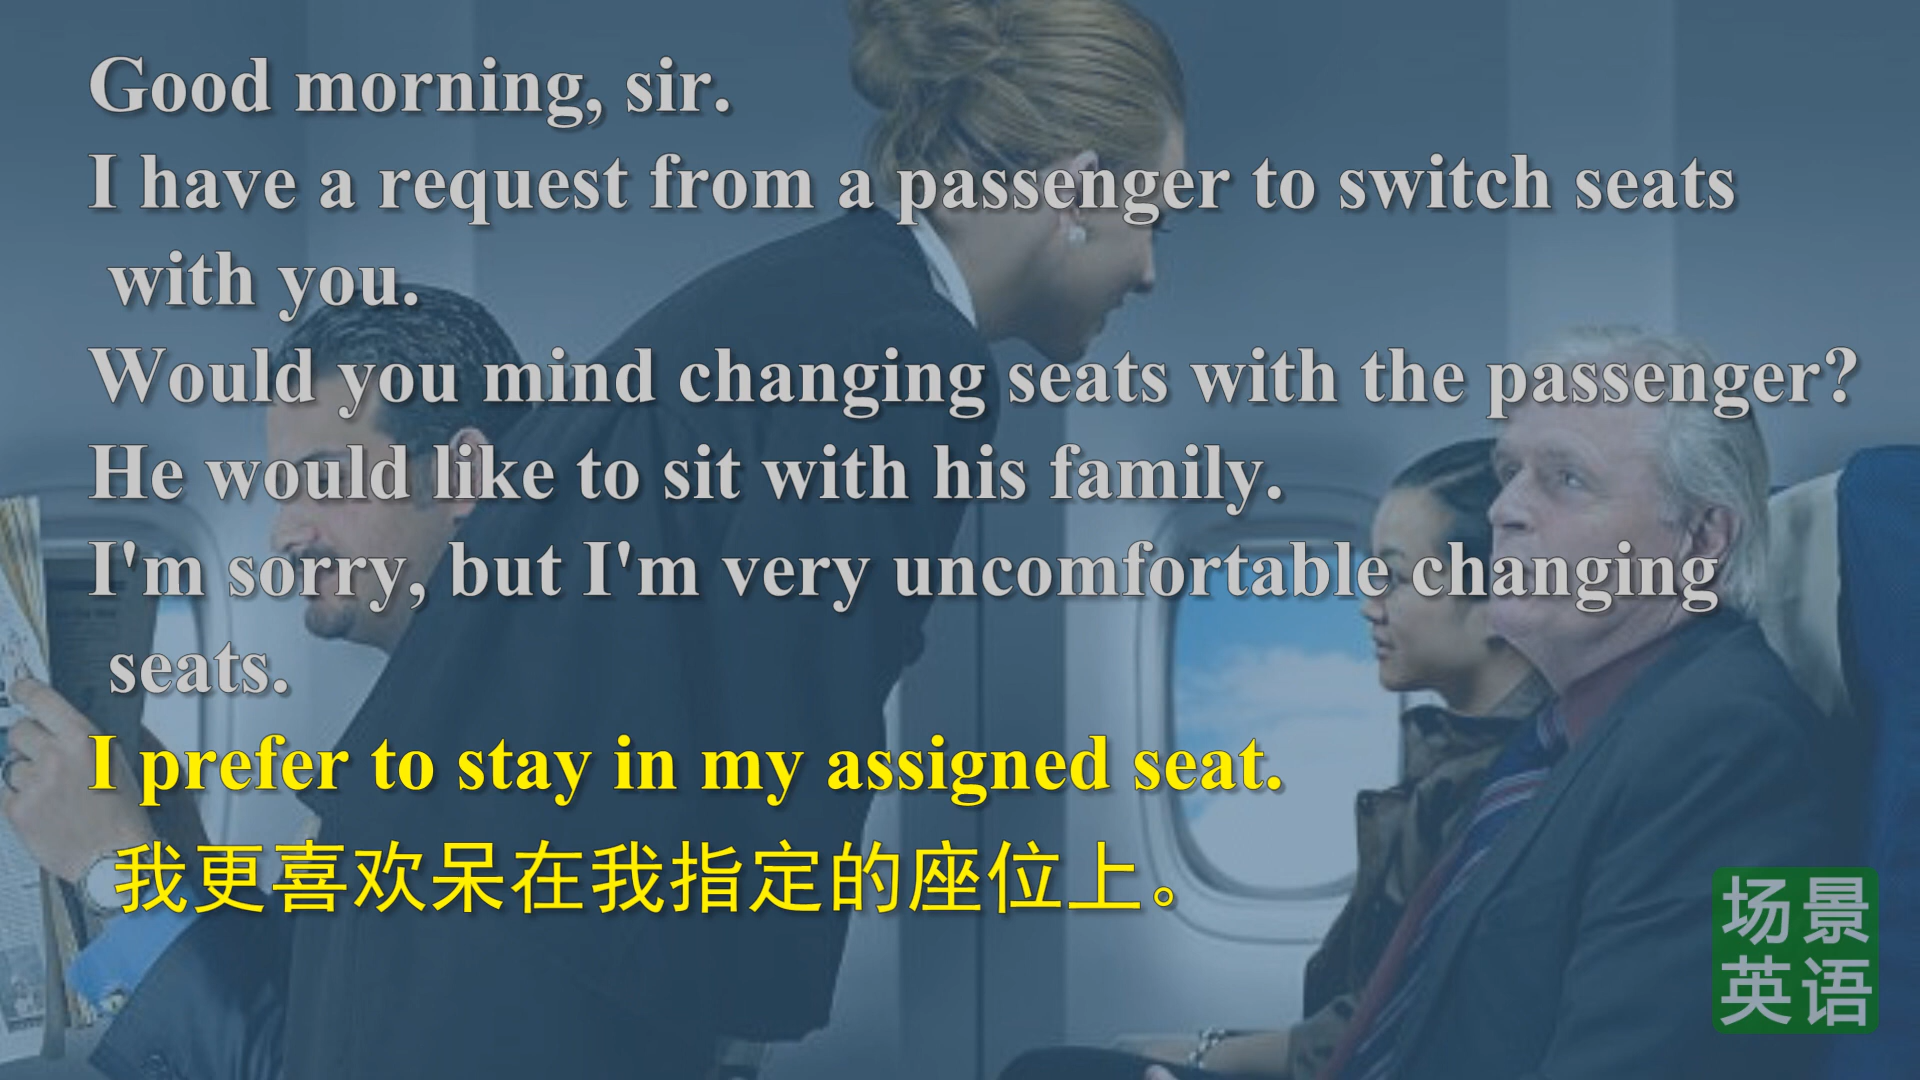 Good morning, sir.
I have a request from a passenger to switch seats
with you.
Would you mind changing seats with the passenger?
He would like to sit with his family.
I'm sorry, but I'm very uncomfortable changing
seats.
I prefer to stay in my assigned seat.
我更喜欢呆在我指定的座位上。
场景
英语